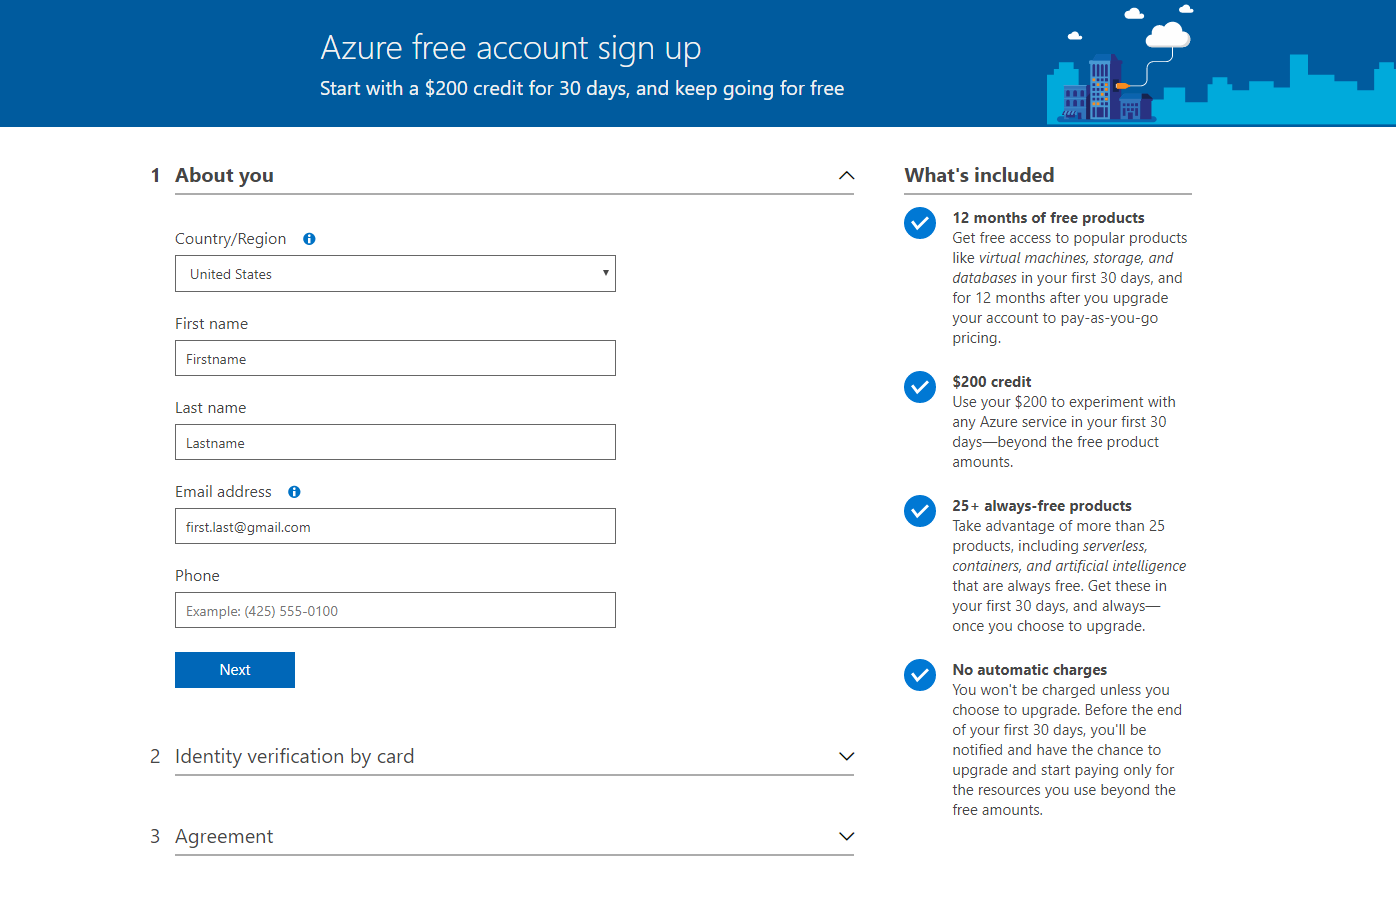 Azure free account sign up
Start with a $200 credit for 30 days, and keep going for free
1 About you
Country/Region
United States
First name
Firstname
Last name
Lastname
Email address
first.last@gmail.com
Phone
Example: (425) 555-0100
Next
2 Identity verification by card
3 Agreement
What's included
12 months of free products
Get free access to popular products
like virtual machines, storage, and
databases in your first 30 days, and
for 12 months after you upgrade
your account to pay-as-you-go
pricing.
$200 credit
Use your $200 to experiment with
any Azure service in your first 30
days—beyond the free product
amounts.
25+ always-free products
Take advantage of more than 25
products, including serverless,
containers, and artificial intelligence
that are always free. Get these in
your first 30 days, and always—
once you choose to upgrade.
No automatic charges
You won't be charged unless you
choose to upgrade. Before the end
of your first 30 days, you'll be
notified and have the chance to
upgrade and start paying only for
the resources you use beyond the
free amounts.